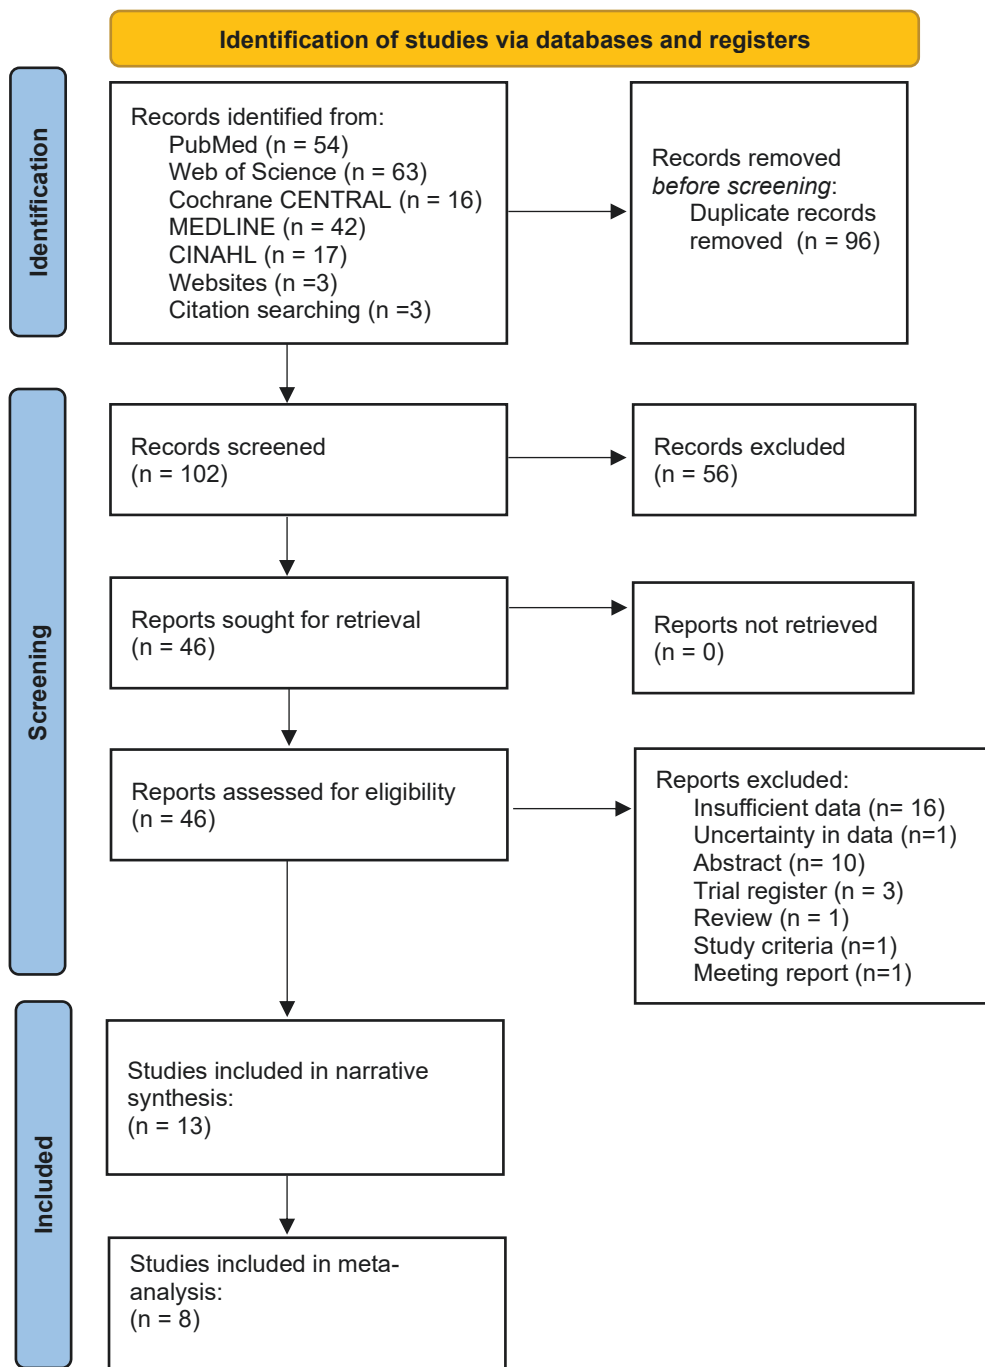 Identification of studies via databases and registers
Identification
Records identified from:
PubMed (n = 54)
Web of Science (n = 63)
Cochrane CENTRAL (n = 16)
MEDLINE (n = 42)
CINAHL (n = 17)
Websites (n =3)
Citation searching (n =3)
Records removed
before screening:
Duplicate records
removed  (n = 96)
Screening
Records screened
(n = 102)
Records excluded
(n = 56)
Reports sought for retrieval
(n = 46)
Reports not retrieved
(n = 0)
Reports assessed for eligibility
(n = 46)
Reports excluded:
Insufficient data (n= 16)
Uncertainty in data (n=1)
Abstract (n= 10)
Trial register (n = 3)
Review (n = 1)
Study criteria (n=1)
Meeting report (n=1)
Included
Studies included in narrative
synthesis:
(n = 13)
Studies included in meta-
analysis:
(n = 8)